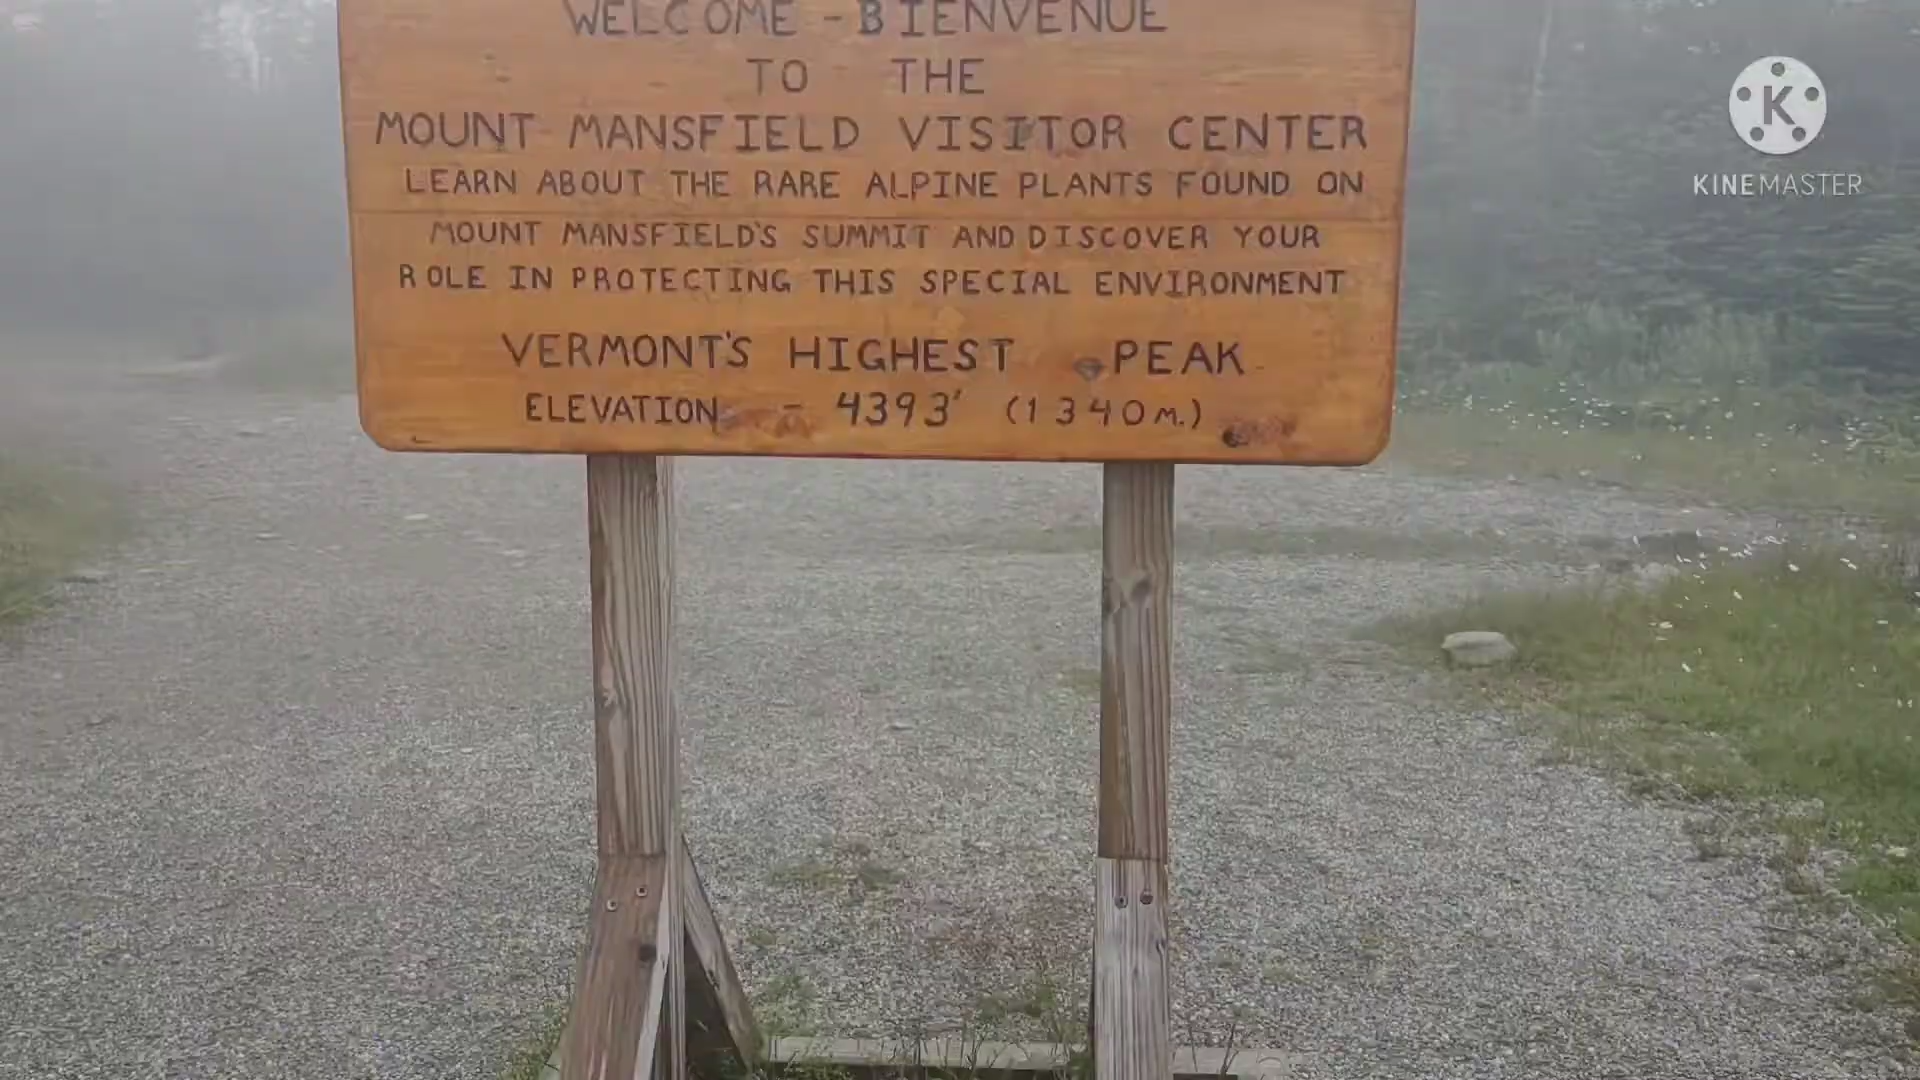 WELCOME - BIENVENUE
TO THE
MOUNT MANSFIELD VISITOR CENTER
LEARN ABOUT THE RARE ALPINE PLANTS FOUND ON
MOUNT MANSFIELD'S SUMMIT AND DISCOVER YOUR
ROLE IN PROTECTING THIS SPECIAL ENVIRONMENT
VERMONT'S HIGHEST PEAK
ELEVATION - 4393' (1340 M.)
K
KINEMASTER